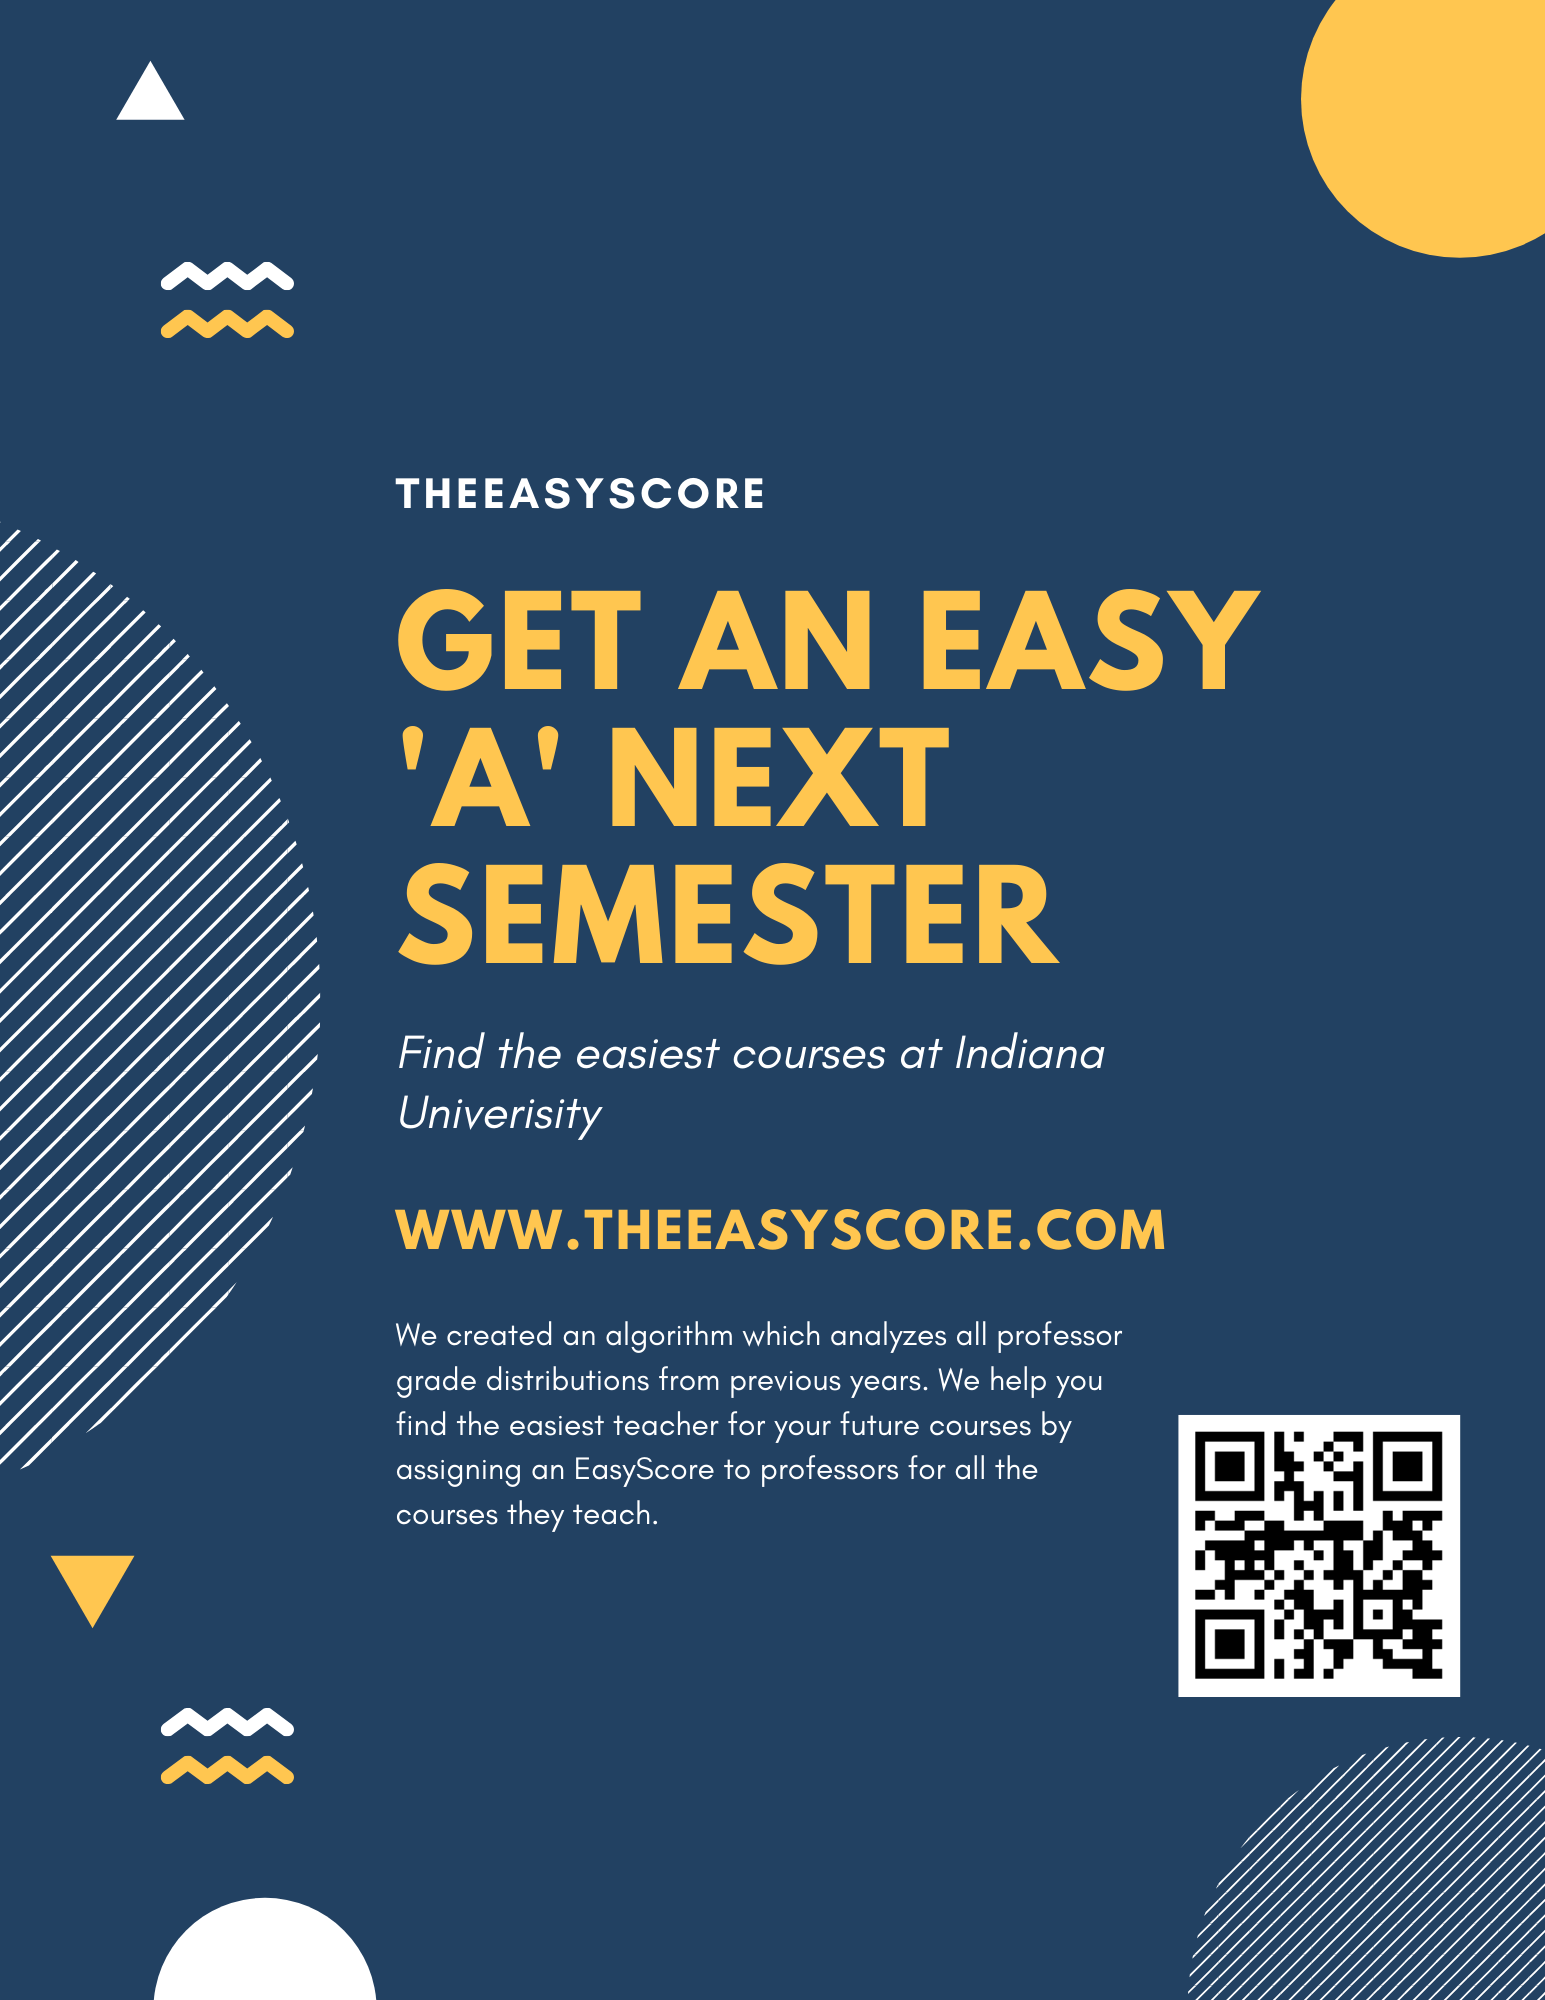 THEEASYSCORE
GET AN EASY
'A' NEXT
SEMESTER
Find the easiest courses at Indiana
Univerisity
WWW.THEEASYSCORE.COM
We created an algorithm which analyzes all professor
grade distributions from previous years. We help you
find the easiest teacher for your future courses by
assigning an EasyScore to professors for all the
courses they teach.